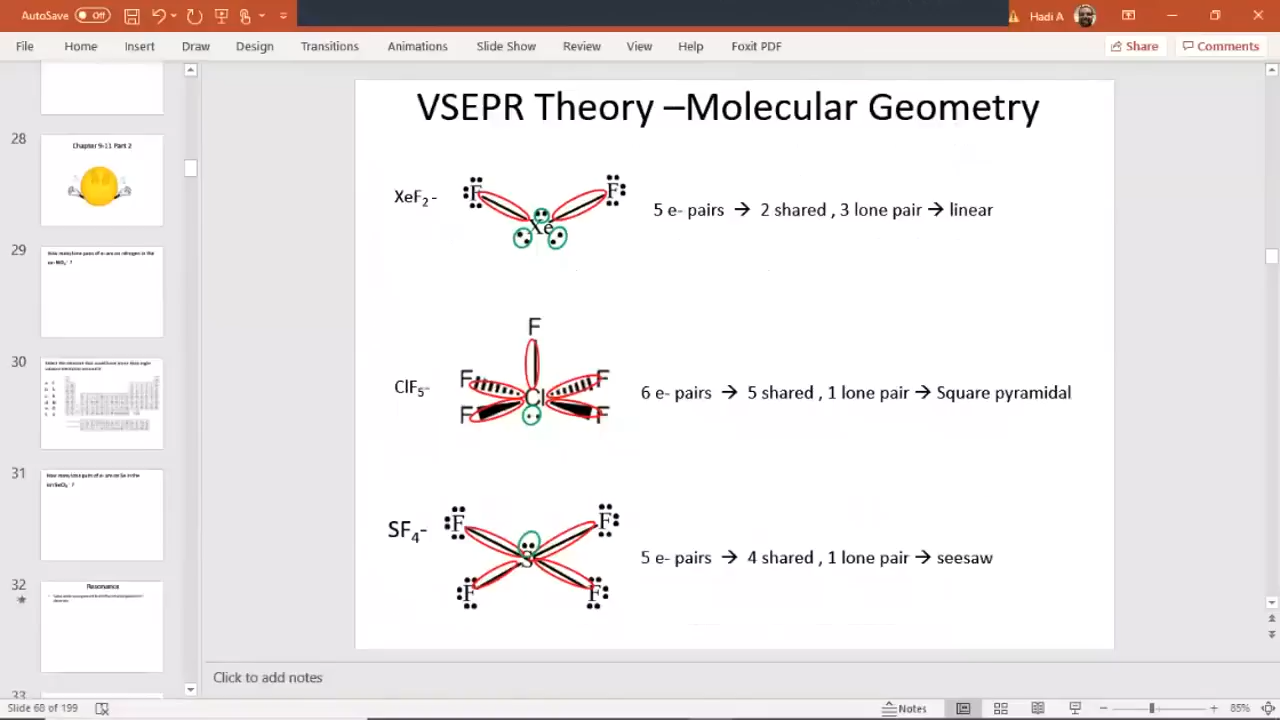 AutoSave Off
Hadi A
File Home Insert Draw Design Transitions Animations Slide Show Review View Help Foxit PDF
Share Comments
28
Chapter 9-11 Part 2
29
30
31
32
Resonance
33
VSEPR Theory –Molecular Geometry
XeF2 -
F F
Xe
5 e- pairs → 2 shared , 3 lone pair → linear
ClF5-
F
F F
Cl
F F
6 e- pairs → 5 shared , 1 lone pair → Square pyramidal
SF4-
F F
S
F F
5 e- pairs → 4 shared , 1 lone pair → seesaw
Click to add notes
Slide 68 of 199
Notes
85%